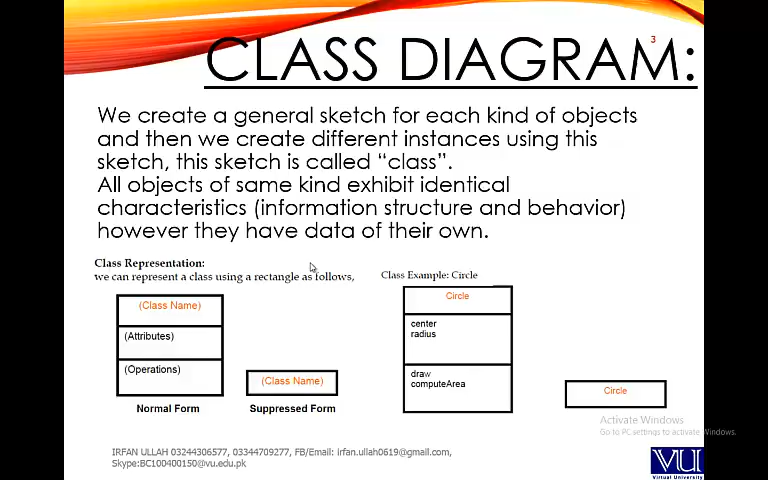 3
CLASS DIAGRAM:
We create a general sketch for each kind of objects
and then we create different instances using this
sketch, this sketch is called “class”.
All objects of same kind exhibit identical
characteristics (information structure and behavior)
however they have data of their own.
Class Representation:
we can represent a class using a rectangle as follows,
(Class Name)
(Attributes)
(Operations)
Normal Form
(Class Name)
Suppressed Form
Class Example: Circle
Circle
center
radius
draw
computeArea
Circle
Activate Windows
Go to PC settings to activate Windows.
IRFAN ULLAH 03244306577, 03344709277, FB/Email: irfan.ullah0619@gmail.com,
Skype:BC100400150@vu.edu.pk
VU
Virtual University